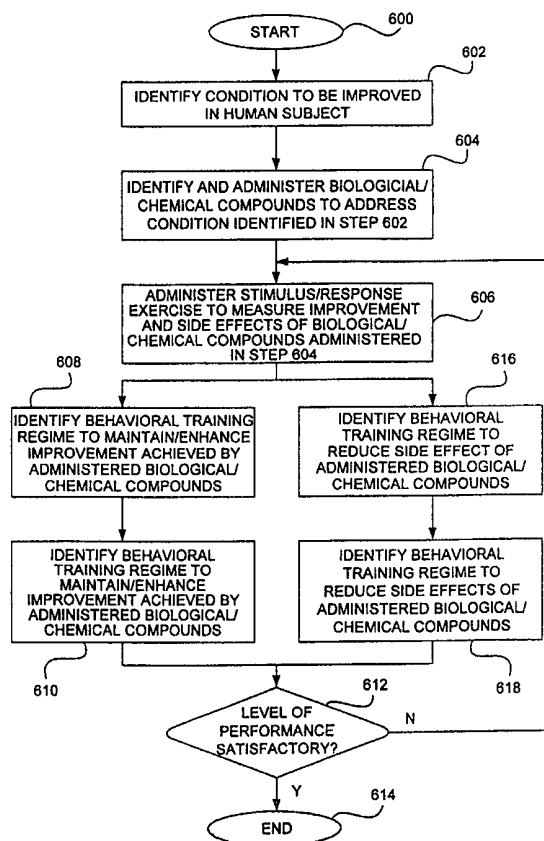 START
600
602
IDENTIFY CONDITION TO BE IMPROVED
IN HUMAN SUBJECT
604
IDENTIFY AND ADMINISTER BIOLOGICIAL/
CHEMICAL COMPOUNDS TO ADDRESS
CONDITION IDENTIFIED IN STEP 602
ADMINISTER STIMULUS/RESPONSE
EXERCISE TO MEASURE IMPROVEMENT
AND SIDE EFFECTS OF BIOLOGICAL/
CHEMICAL COMPOUNDS ADMINISTERED
IN STEP 604
606
608
IDENTIFY BEHAVIORAL TRAINING
REGIME TO MAINTAIN/ENHANCE
IMPROVEMENT ACHIEVED BY
ADMINISTERED BIOLOGICAL/
CHEMICAL COMPOUNDS
616
IDENTIFY BEHAVIORAL
TRAINING REGIME TO
REDUCE SIDE EFFECT OF
ADMINISTERED BIOLOGICAL/
CHEMICAL COMPOUNDS
IDENTIFY BEHAVIORAL
TRAINING REGIME TO
MAINTAIN/ENHANCE
IMPROVEMENT ACHIEVED BY
ADMINISTERED BIOLOGICAL/
CHEMICAL COMPOUNDS
610
IDENTIFY BEHAVIORAL
TRAINING REGIME TO
REDUCE SIDE EFFECTS OF
ADMINISTERED BIOLOGICAL/
CHEMICAL COMPOUNDS
618
612
LEVEL OF
PERFORMANCE
SATISFACTORY?
N
Y
614
END